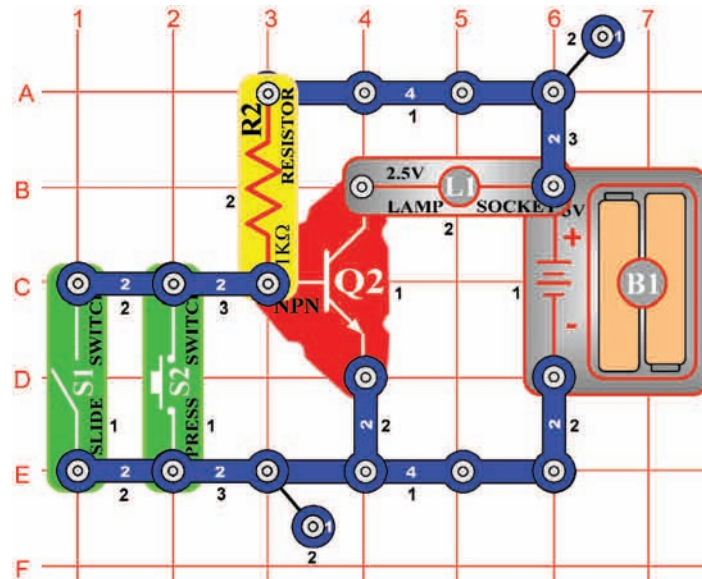 1 2 3 4 5 6 7
2 1
A 4
1
2 3
R2 RESISTOR 1KΩ
2
B 2.5V L1
LAMP SOCKET 3V
2
C 2 2
2 3
NPN Q2
1
1
+
-
B1
S1 SLIDE SWITCH
1
S2 PRESS SWITCH
1
D
2 2
2 2
E 2 2 4
2 3 1
1
2
F